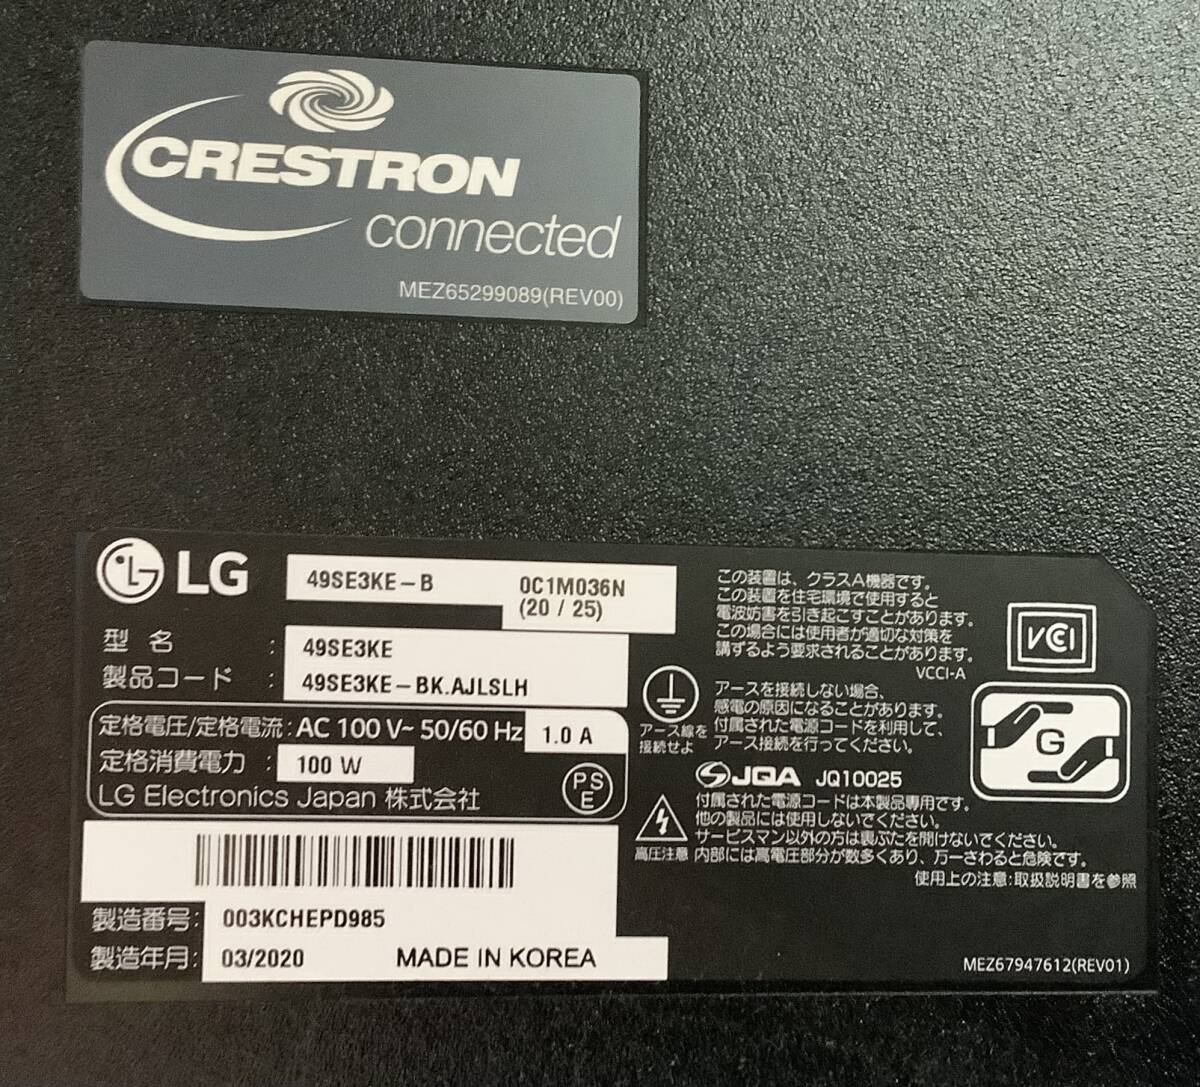 CRESTRON
connected
MEZ65299089(REV00)
LG
49SE3KE-B 0C1M036N
(20 / 25)
型 名 : 49SE3KE
製品コード : 49SE3KE-BK.AJLSLH
定格電圧/定格電流: AC 100 V~ 50/60 Hz 1.0 A
定格消費電力 : 100 W
LG Electronics Japan 株式会社
PS
E
製造番号: 003KCHEPD985
製造年月: 03/2020 MADE IN KOREA
この装置は、クラスA機器です。
この装置を住宅環境で使用すると
電波妨害を引き起こすことがあります。
この場合には使用者が適切な対策を
講ずるよう要求されることがあります。
VCCI-A
VCCI
アース線を
接続せよ
アースを接続しない場合、
感電の原因になることがあります。
付属された電源コードを利用して、
アース接続を行ってください。
G
JQA JQ10025
高圧注意
付属された電源コードは本製品専用です。
他の製品には使用しないでください。
サービスマン以外の方は裏ぶたを開けないでください。
内部には高電圧部分が数多くあり、万一さわると危険です。
使用上の注意:取扱説明書を参照
MEZ67947612(REV01)